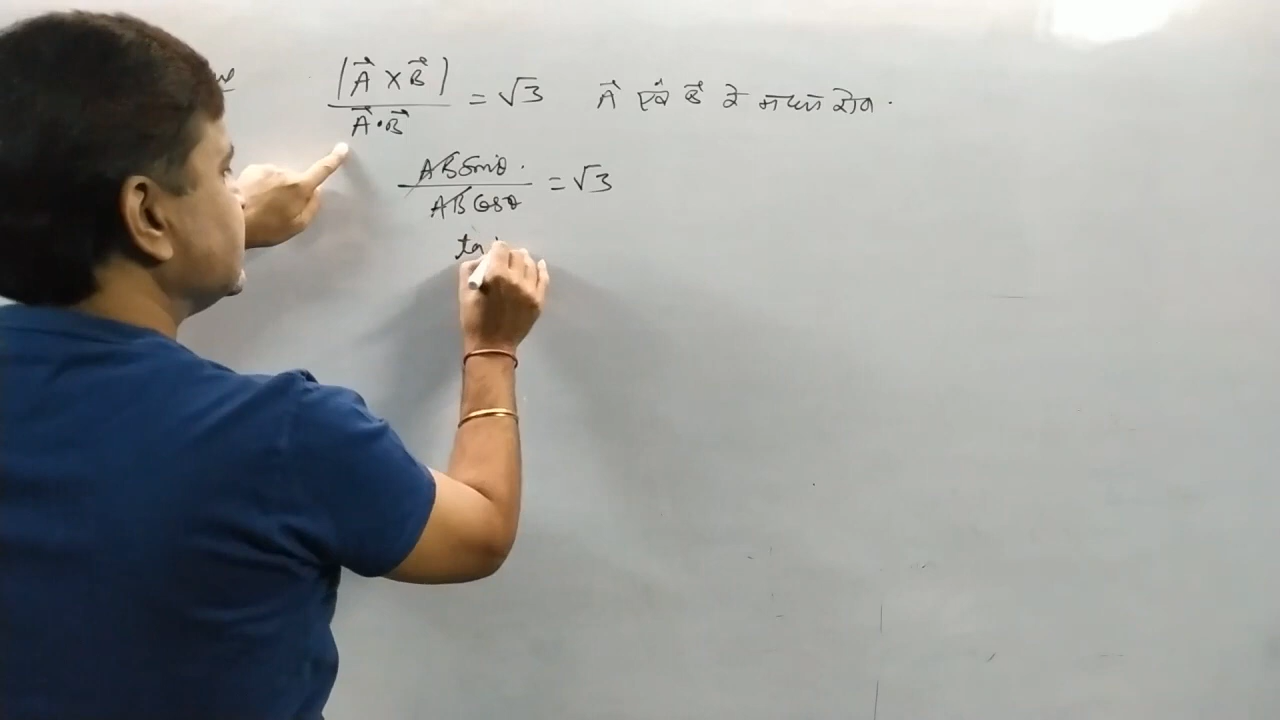 |A⃗ × B⃗| / A⃗ · B⃗ = √3 A⃗ एवं B⃗ के मध्य कोण.
AB Sinθ. / AB Cosθ = √3
ta